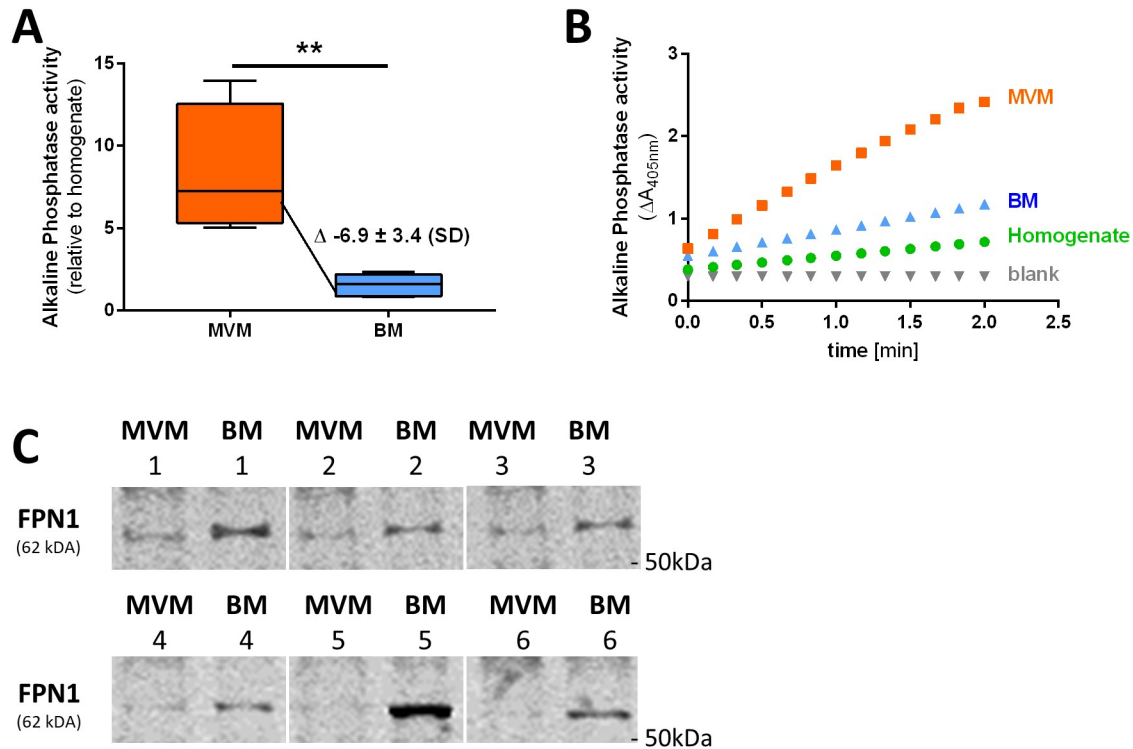 A
Alkaline Phosphatase activity
(relative to homogenate)
15
10
5
0
**
Δ -6.9 ± 3.4 (SD)
MVM BM
B
Alkaline Phosphatase activity
(ΔA405nm)
3
2
1
0
MVM
BM
Homogenate
blank
0.0 0.5 1.0 1.5 2.0 2.5
time [min]
C
MVM BM MVM BM MVM BM
1 1 2 2 3 3
FPN1
(62 kDA)
- 50kDa
MVM BM MVM BM MVM BM
4 4 5 5 6 6
FPN1
(62 kDA)
- 50kDa